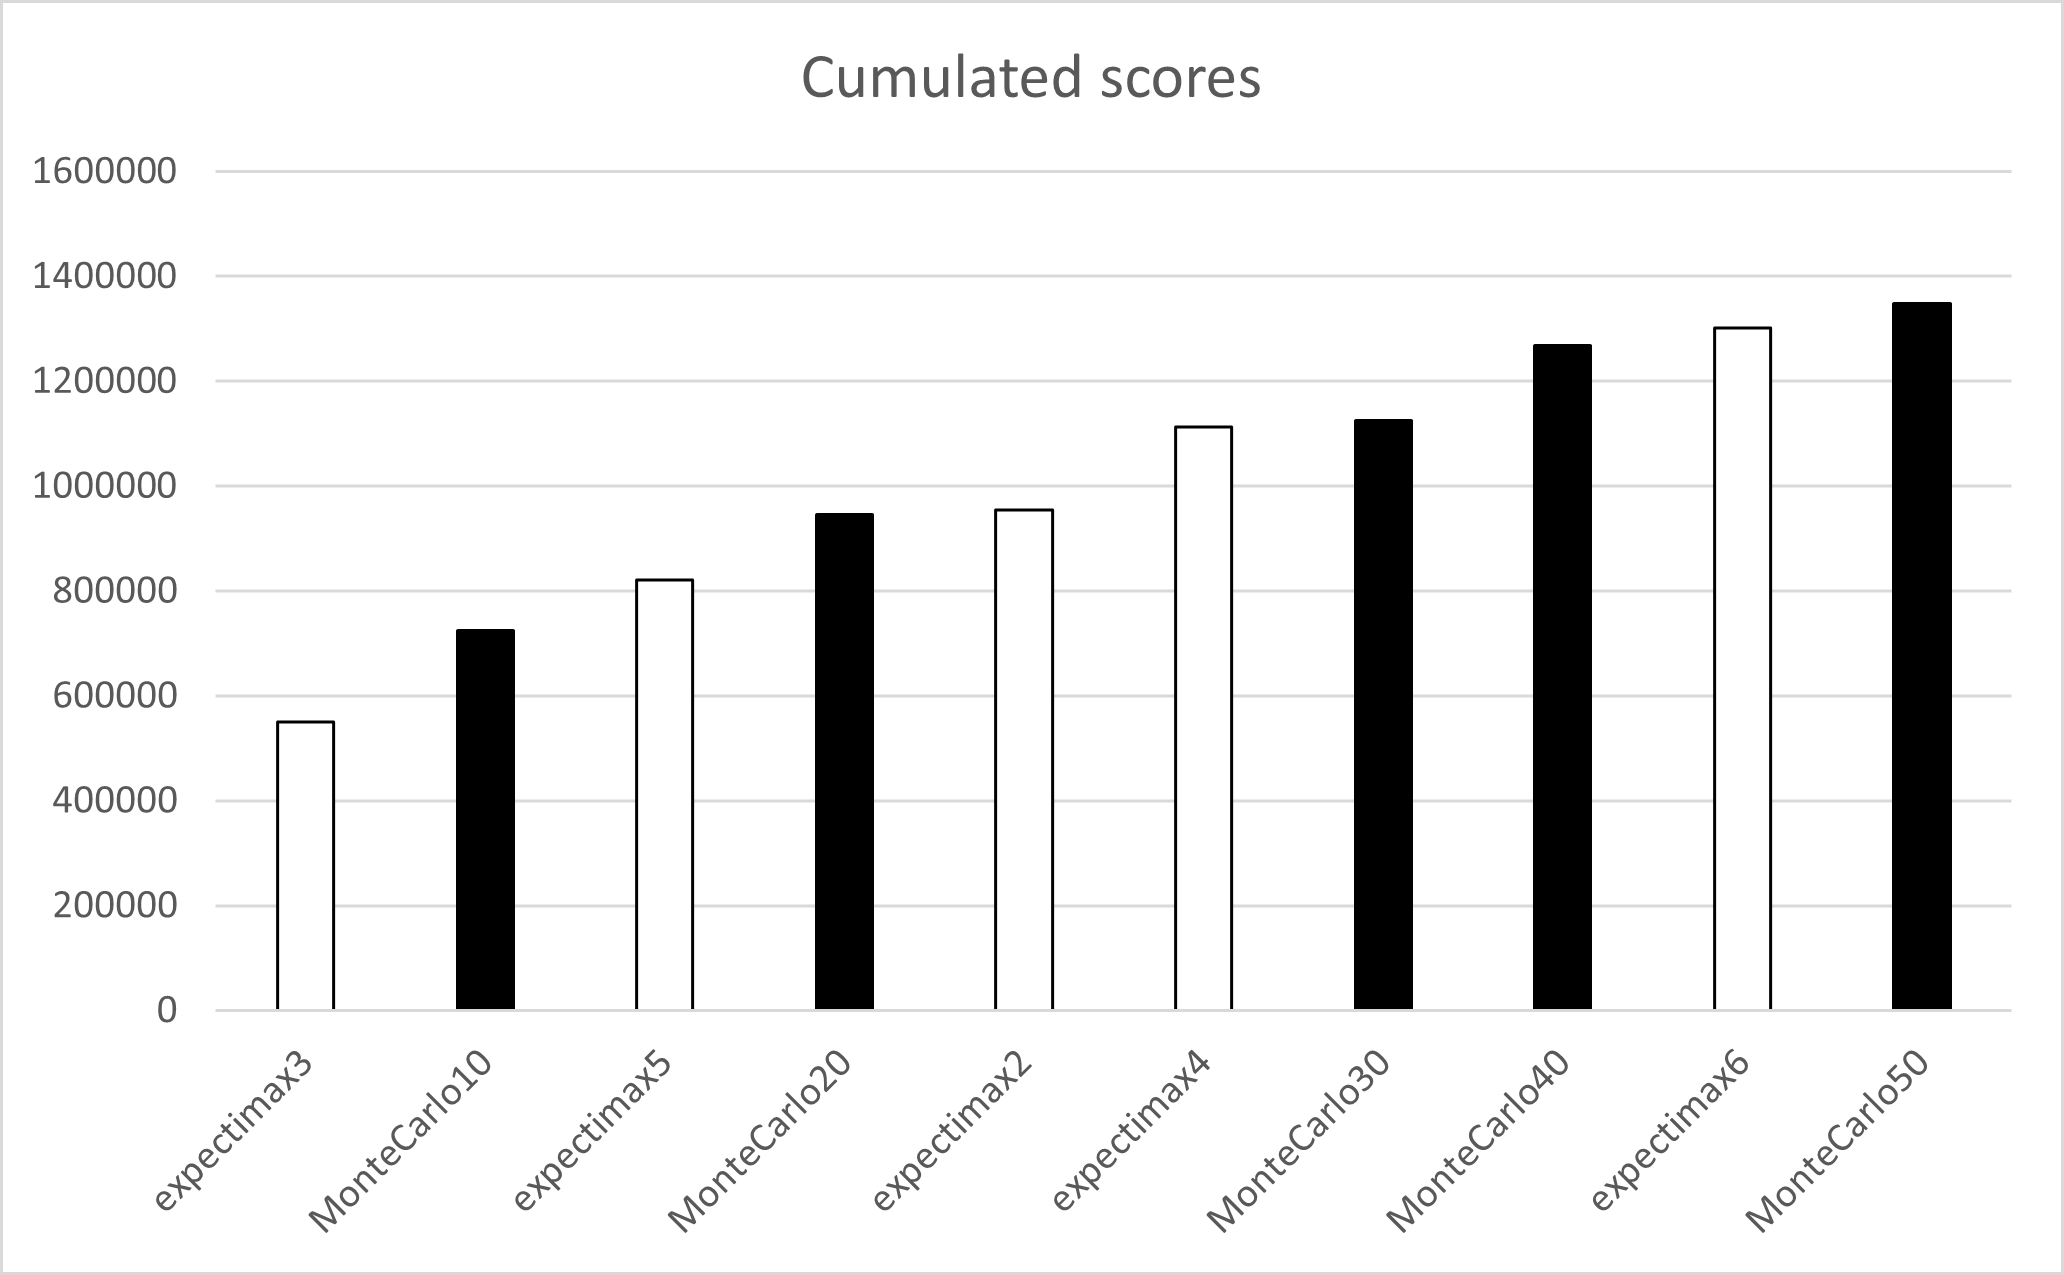 Cumulated scores
1600000
1400000
1200000
1000000
800000
600000
400000
200000
0
expectimax3
MonteCarlo10
expectimax5
MonteCarlo20
expectimax2
expectimax4
MonteCarlo30
MonteCarlo40
expectimax6
MonteCarlo50